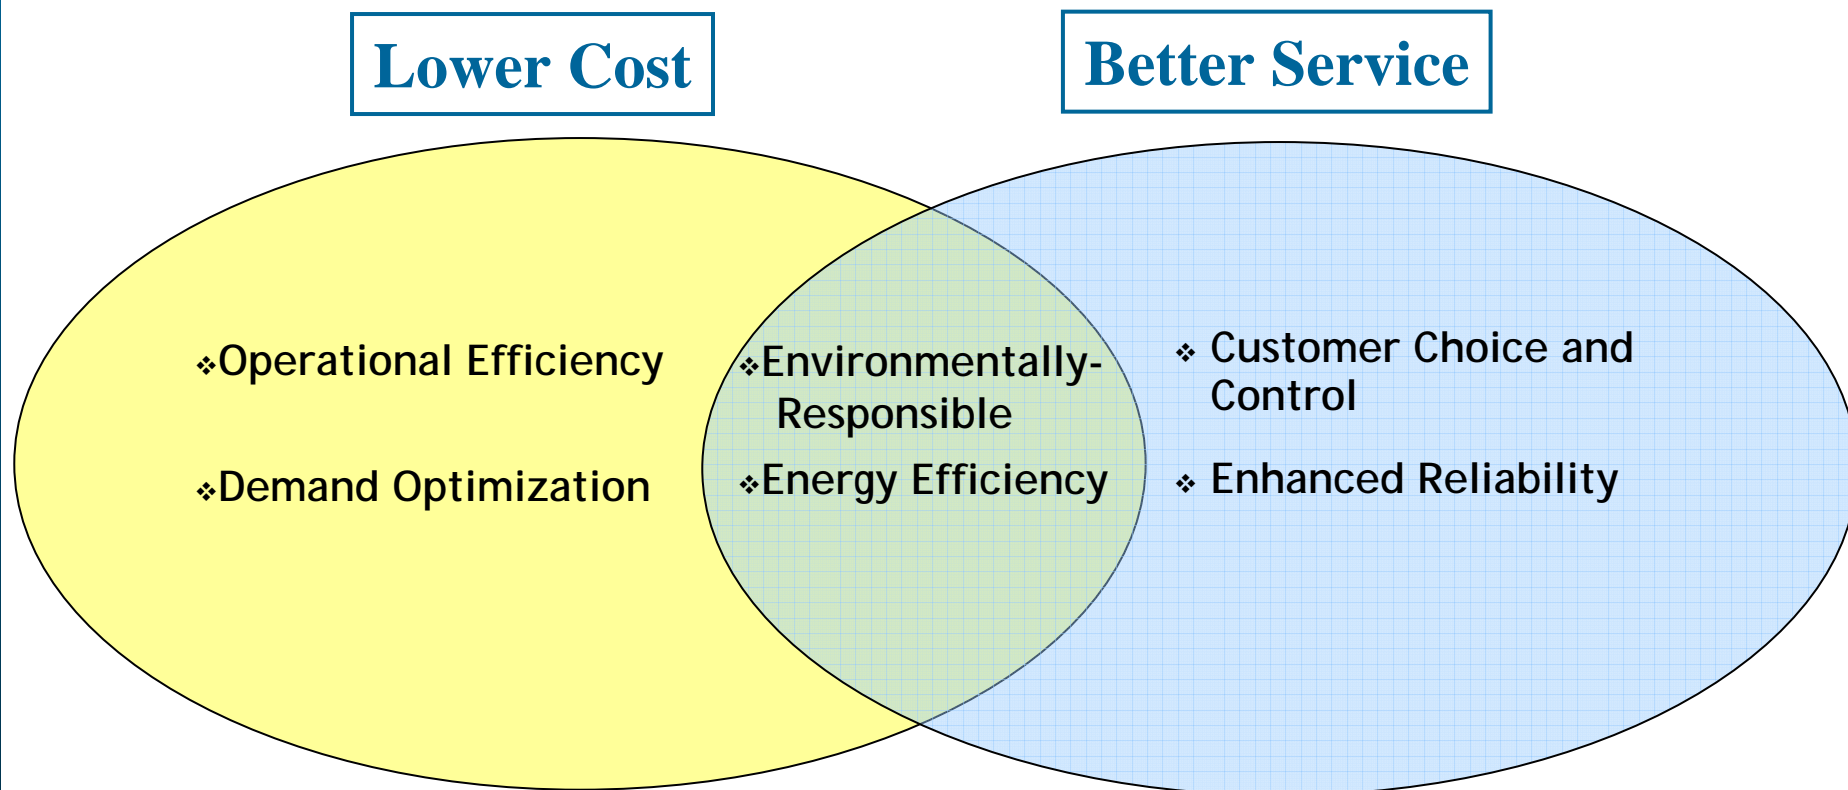 Lower Cost
Better Service
❖Operational Efficiency
❖Demand Optimization
❖Environmentally-
Responsible
❖Energy Efficiency
❖ Customer Choice and
Control
❖ Enhanced Reliability